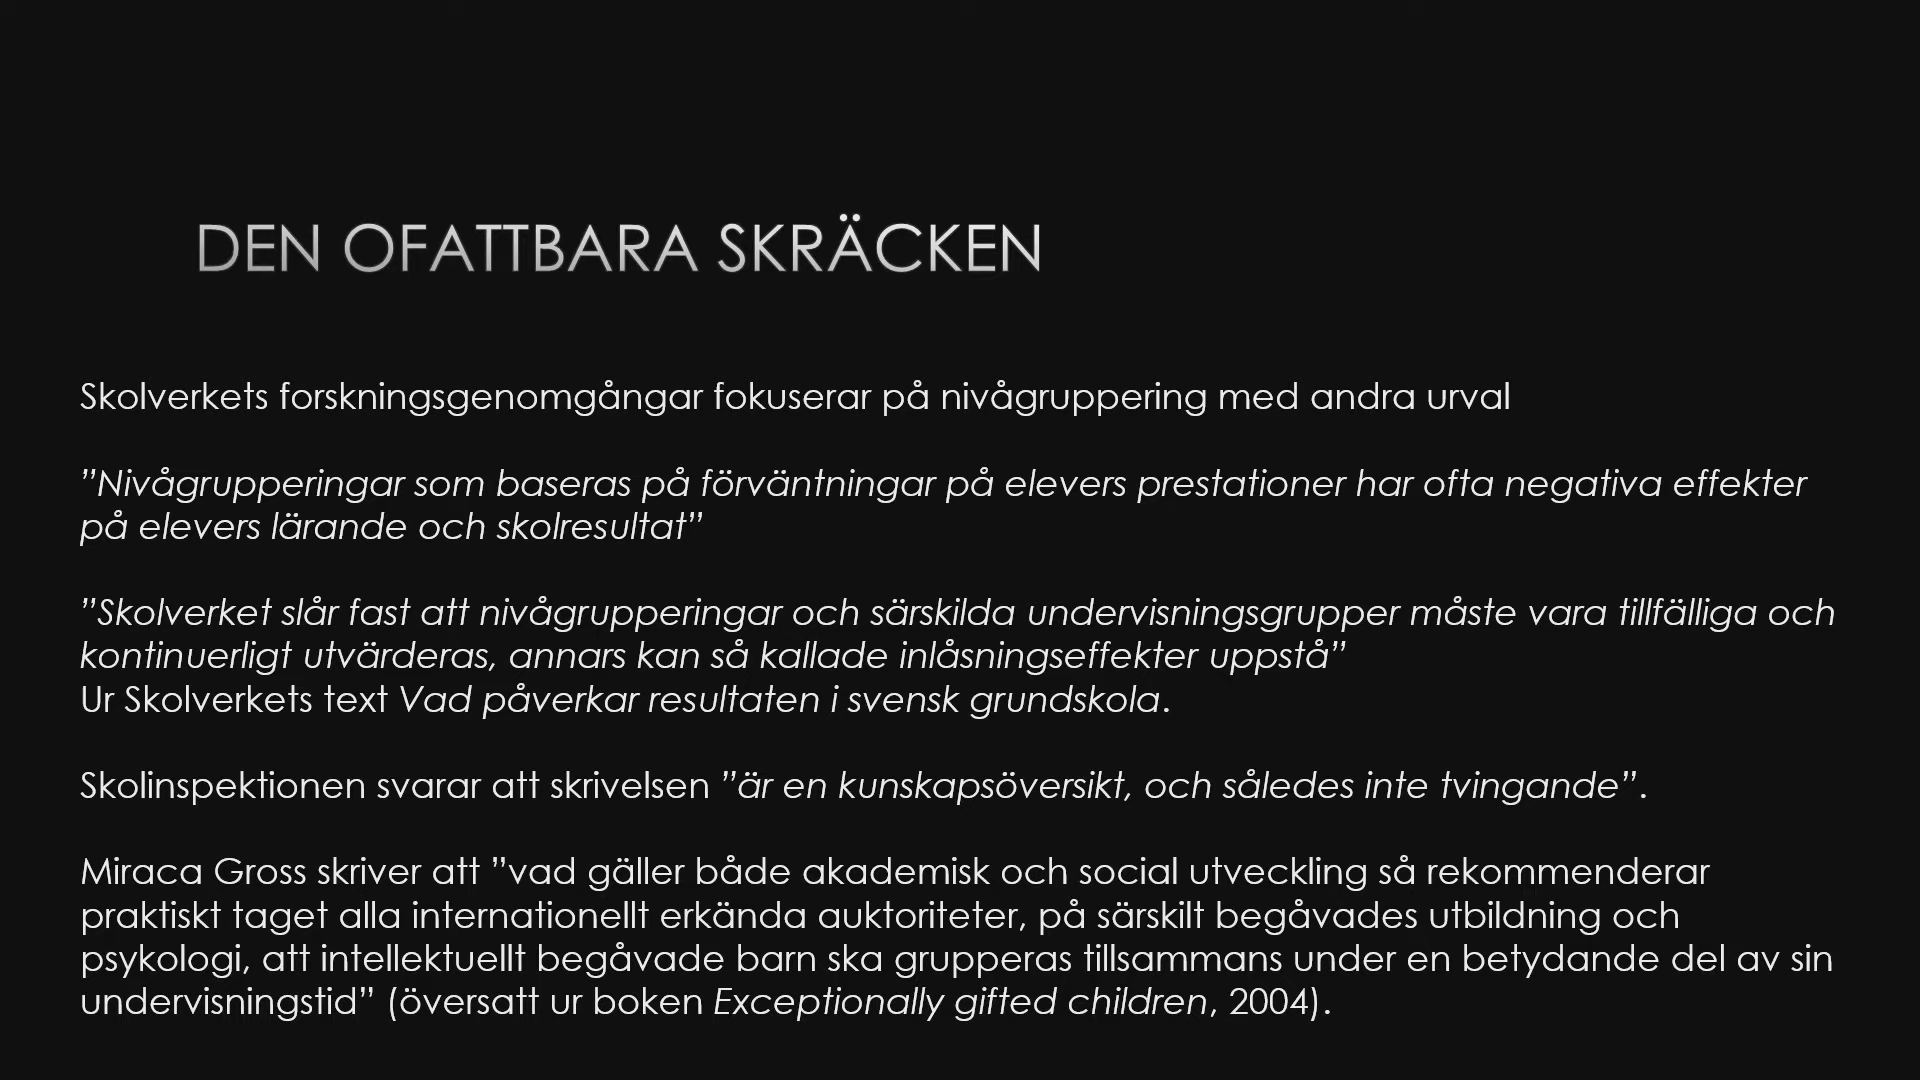 DEN OFATTBARA SKRÄCKEN
Skolverkets forskningsgenomgångar fokuserar på nivågruppering med andra urval
”Nivågrupperingar som baseras på förväntningar på elevers prestationer har ofta negativa effekter
på elevers lärande och skolresultat”
”Skolverket slår fast att nivågrupperingar och särskilda undervisningsgrupper måste vara tillfälliga och
kontinuerligt utvärderas, annars kan så kallade inlåsningseffekter uppstå”
Ur Skolverkets text Vad påverkar resultaten i svensk grundskola.
Skolinspektionen svarar att skrivelsen ”är en kunskapsöversikt, och således inte tvingande”.
Miraca Gross skriver att ”vad gäller både akademisk och social utveckling så rekommenderar
praktiskt taget alla internationellt erkända auktoriteter, på särskilt begåvades utbildning och
psykologi, att intellektuellt begåvade barn ska grupperas tillsammans under en betydande del av sin
undervisningstid” (översatt ur boken Exceptionally gifted children, 2004).